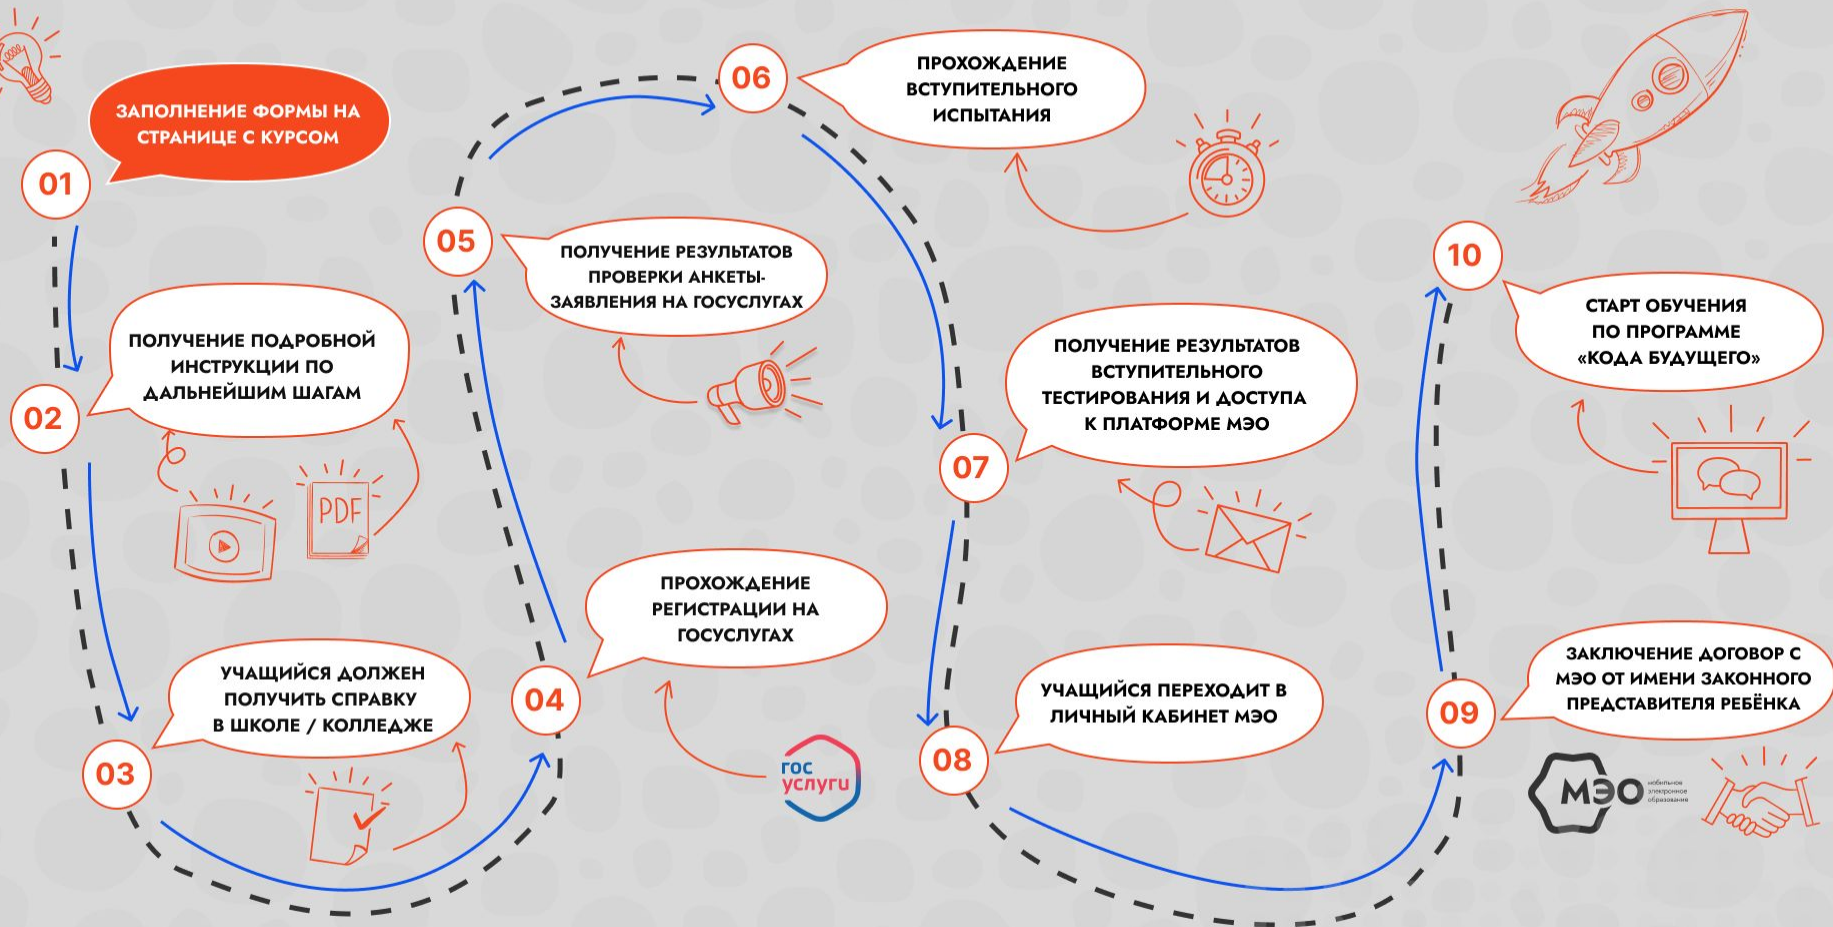 01
ЗАПОЛНЕНИЕ ФОРМЫ НА
СТРАНИЦЕ С КУРСОМ
02
ПОЛУЧЕНИЕ ПОДРОБНОЙ
ИНСТРУКЦИИ ПО
ДАЛЬНЕЙШИМ ШАГАМ
PDF
03
УЧАЩИЙСЯ ДОЛЖЕН
ПОЛУЧИТЬ СПРАВКУ
В ШКОЛЕ / КОЛЛЕДЖЕ
04
ПРОХОЖДЕНИЕ
РЕГИСТРАЦИИ НА
ГОСУСЛУГАХ
гос
услуги
05
ПОЛУЧЕНИЕ РЕЗУЛЬТАТОВ
ПРОВЕРКИ АНКЕТЫ-
ЗАЯВЛЕНИЯ НА ГОСУСЛУГАХ
06
ПРОХОЖДЕНИЕ
ВСТУПИТЕЛЬНОГО
ИСПЫТАНИЯ
07
ПОЛУЧЕНИЕ РЕЗУЛЬТАТОВ
ВСТУПИТЕЛЬНОГО
ТЕСТИРОВАНИЯ И ДОСТУПА
К ПЛАТФОРМЕ МЭО
08
УЧАЩИЙСЯ ПЕРЕХОДИТ В
ЛИЧНЫЙ КАБИНЕТ МЭО
09
ЗАКЛЮЧЕНИЕ ДОГОВОР С
МЭО ОТ ИМЕНИ ЗАКОННОГО
ПРЕДСТАВИТЕЛЯ РЕБЁНКА
МЭО
мобильное
электронное
образование
10
СТАРТ ОБУЧЕНИЯ
ПО ПРОГРАММЕ
«КОДА БУДУЩЕГО»